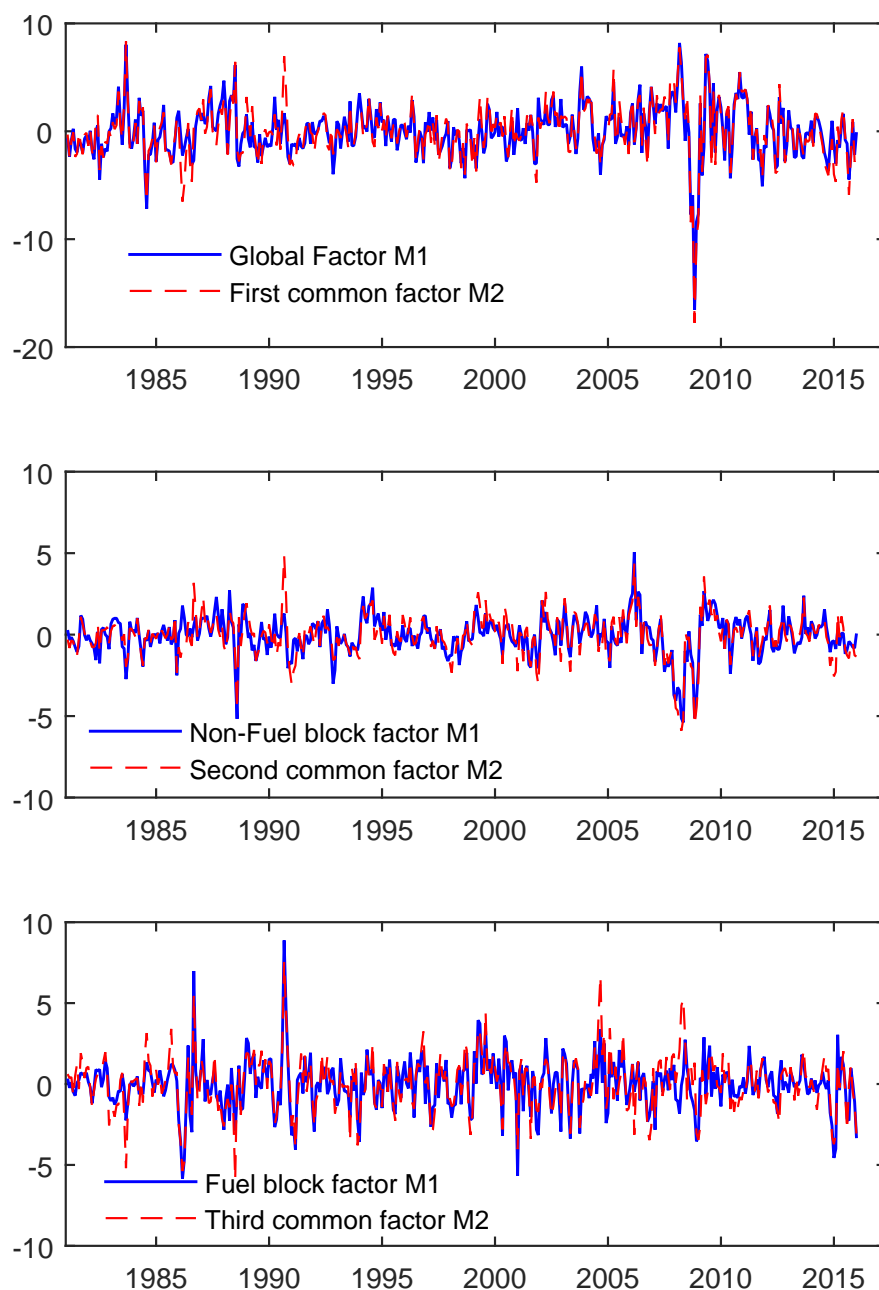 10
0
-10
-20
Global Factor M1
First common factor M2
1985 1990 1995 2000 2005 2010 2015
10
5
0
-5
-10
Non-Fuel block factor M1
Second common factor M2
1985 1990 1995 2000 2005 2010 2015
10
5
0
-5
-10
Fuel block factor M1
Third common factor M2
1985 1990 1995 2000 2005 2010 2015